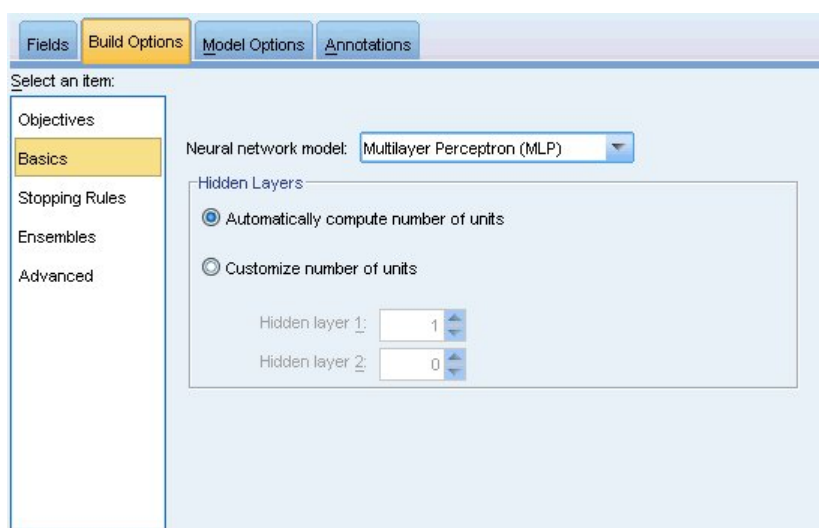 Fields Build Options Model Options Annotations
Select an item:
Objectives
Basics
Stopping Rules
Ensembles
Advanced
Neural network model: Multilayer Perceptron (MLP)
Hidden Layers
Automatically compute number of units
Customize number of units
Hidden layer 1: 1
Hidden layer 2: 0